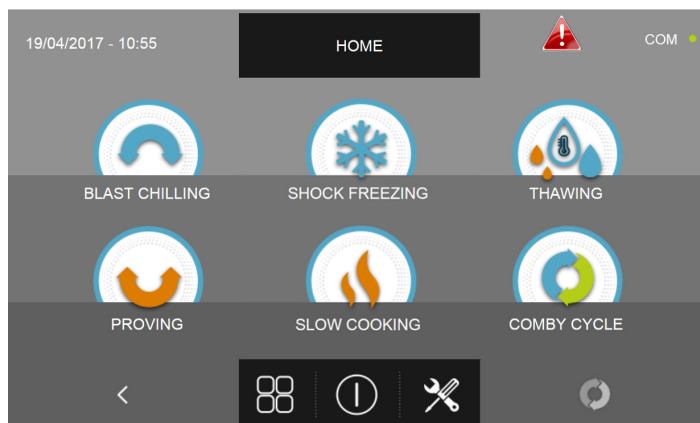 19/04/2017 - 10:55
HOME
COM
BLAST CHILLING
SHOCK FREEZING
THAWING
PROVING
SLOW COOKING
COMBY CYCLE